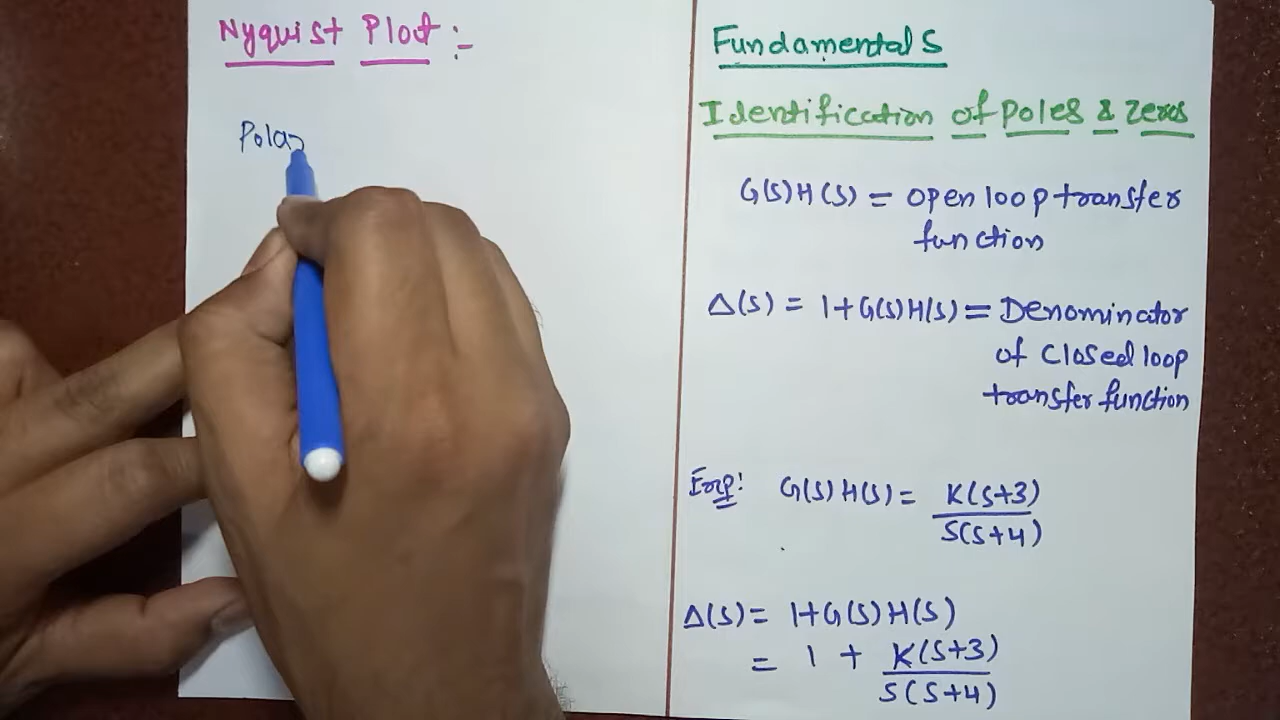 Nyquist Plot :-
Polar
Fundamentals
Identification of Poles & Zeros
G(s)H(s) = open loop transfer
function
Δ(s) = 1+G(s)H(s) = Denominator
of closed loop
transfer function
Exp: G(s)H(s) = K(s+3)
s(s+4)
Δ(s) = 1+G(s)H(s)
= 1 + K(s+3)
s(s+4)